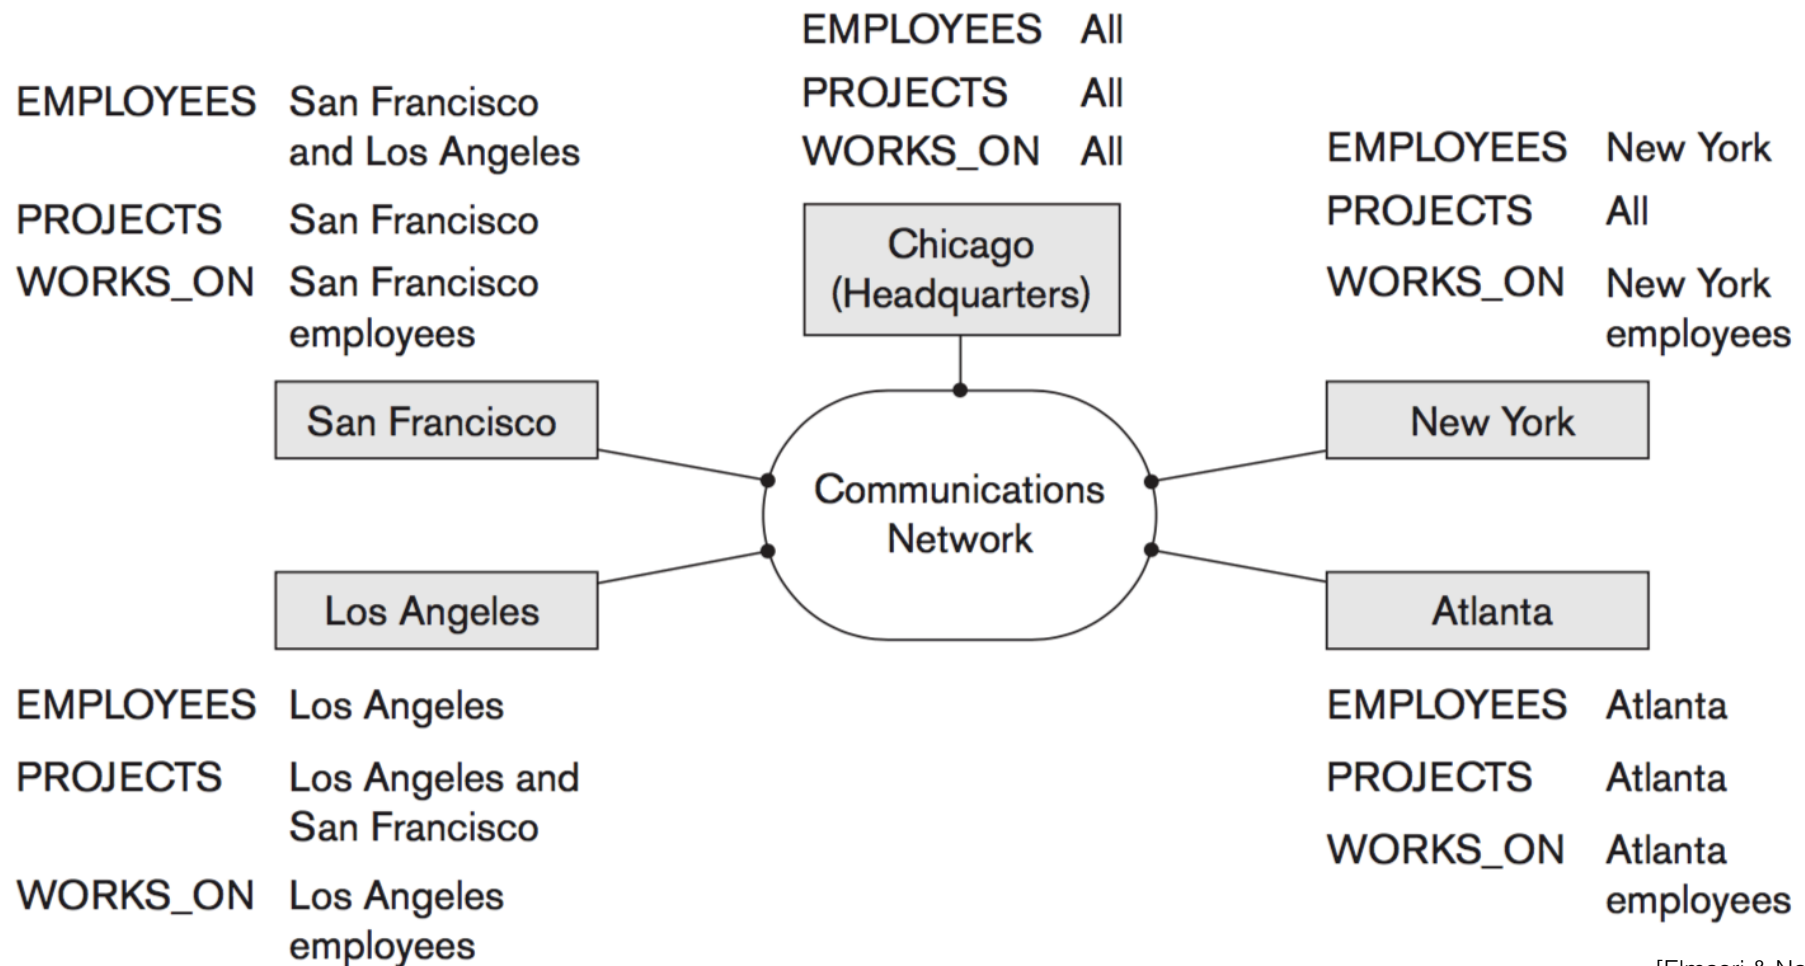 EMPLOYEES All
PROJECTS All
WORKS_ON All
EMPLOYEES San Francisco
and Los Angeles
PROJECTS San Francisco
WORKS_ON San Francisco
employees
EMPLOYEES New York
PROJECTS All
WORKS_ON New York
employees
Chicago
(Headquarters)
San Francisco
New York
Communications
Network
Los Angeles
Atlanta
EMPLOYEES Los Angeles
PROJECTS Los Angeles and
San Francisco
WORKS_ON Los Angeles
employees
EMPLOYEES Atlanta
PROJECTS Atlanta
WORKS_ON Atlanta
employees